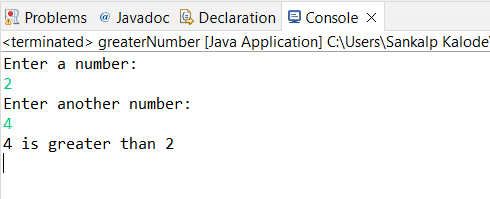 Problems @ Javadoc Declaration Console
<terminated> greaterNumber [Java Application] C:\Users\Sankalp Kalode\
Enter a number:
2
Enter another number:
4
4 is greater than 2